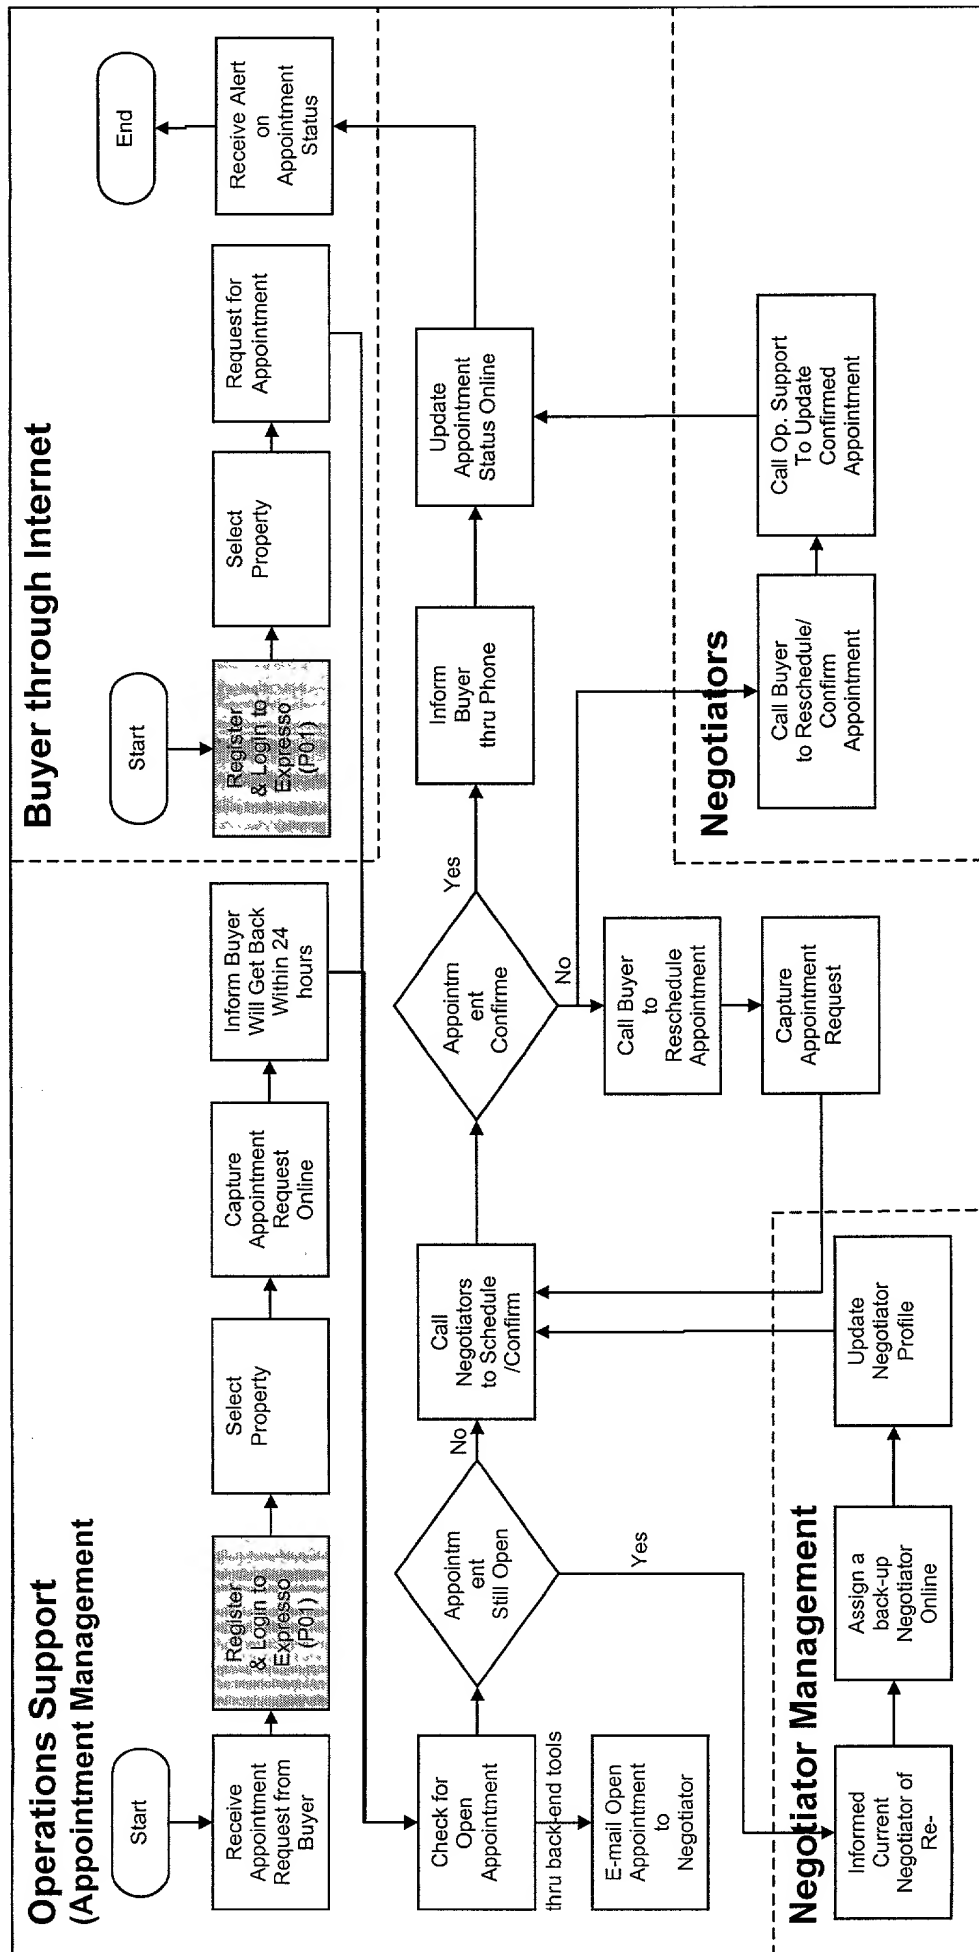 Operations Support
(Appointment Management)
Start
Receive
Appointment
Request from
Buyer
Register
& Login to
Expresso
(P01)
Select
Property
Capture
Appointment
Request
Online
Inform Buyer
Will Get Back
Within 24
hours
Buyer through Internet
Start
Register
& Login to
Expresso
(P01)
Select
Property
Request for
Appointment
Receive Alert
on
Appointment
Status
End
Check for
Open
Appointment
thru back-end tools
E-mail Open
Appointment
to
Negotiator
Appointm
ent
Still Open
No
Yes
Call
Negotiators
to Schedule
/Confirm
Appointm
ent
Confirme
Yes
No
Inform
Buyer
thru Phone
Update
Appointment
Status Online
Call Buyer
to
Reschedule
Appointment
Capture
Appointment
Request
Negotiator Management
Informed
Current
Negotiator of
Re-
Assign a
back-up
Negotiator
Online
Update
Negotiator
Profile
Negotiators
Call Buyer
to Reschedule/
Confirm
Appointment
Call Op. Support
To Update
Confirmed
Appointment